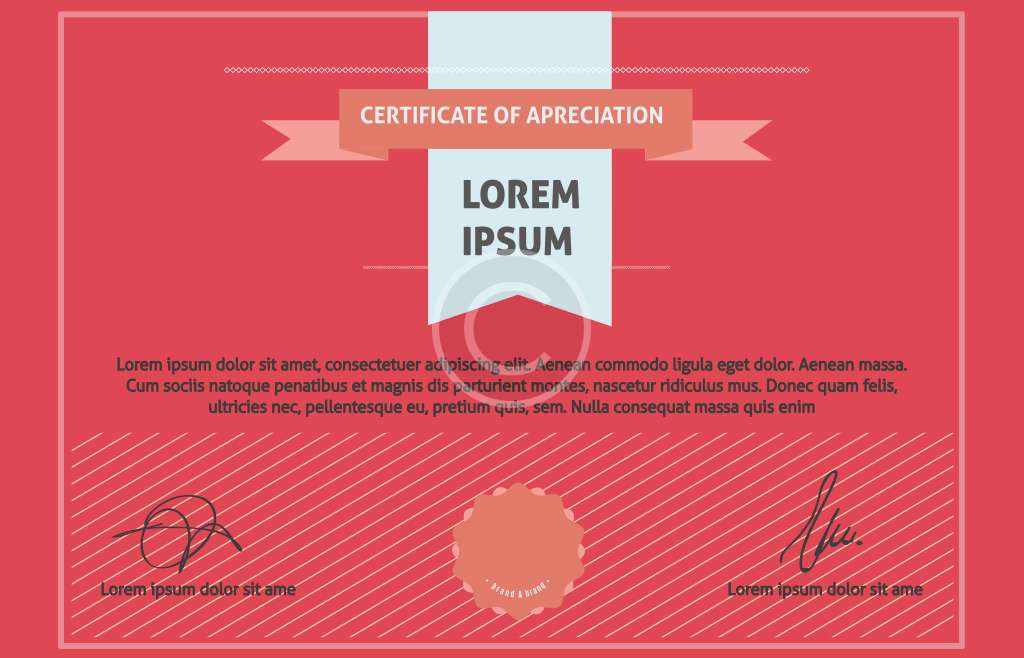 CERTIFICATE OF APRECIATION
LOREM
IPSUM
Lorem ipsum dolor sit amet, consectetuer adipiscing elit. Aenean commodo ligula eget dolor. Aenean massa.
Cum sociis natoque penatibus et magnis dis parturient montes, nascetur ridiculus mus. Donec quam felis,
ultricies nec, pellentesque eu, pretium quis, sem. Nulla consequat massa quis enim
Lorem ipsum dolor sit ame
• brand & brand •
Lorem ipsum dolor sit ame